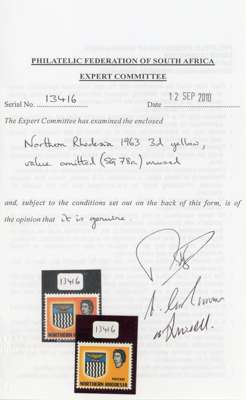 PHILATELIC FEDERATION OF SOUTH AFRICA
EXPERT COMMITTEE
Serial No. 13416 Date 12 SEP 2010
The Expert Committee has examined the enclosed
Northern Rhodesia 1963 3d yellow,
value omitted (SG 78a) unused
and, subject to the conditions set out on the back of this form, is of
the opinion that it is genuine.
13416
13416
POSTAGE
NORTHERN RHODESIA